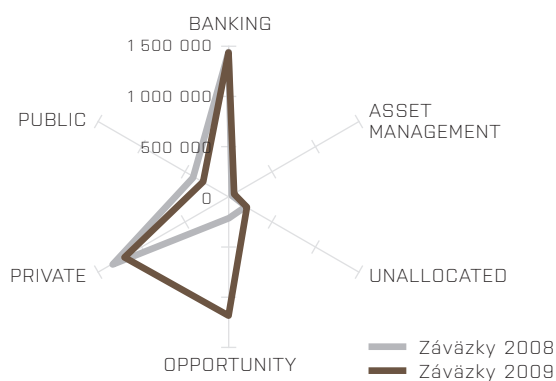 BANKING
1 500 000
1 000 000
500 000
0
ASSET
MANAGEMENT
PUBLIC
PRIVATE
UNALLOCATED
OPPORTUNITY
Záväzky 2008
Záväzky 2009